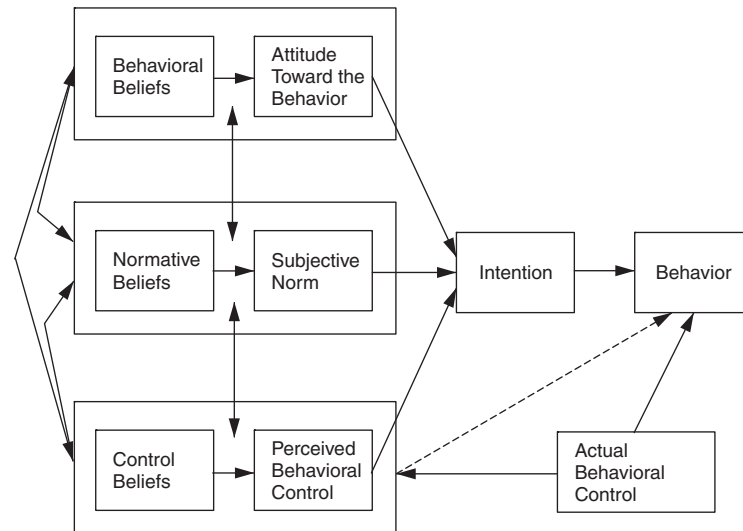 Behavioral
Beliefs
Attitude
Toward the
Behavior
Normative
Beliefs
Subjective
Norm
Intention
Behavior
Control
Beliefs
Perceived
Behavioral
Control
Actual
Behavioral
Control